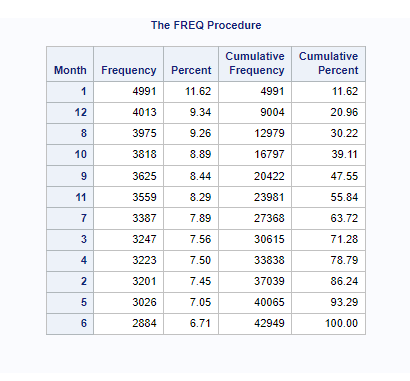 The FREQ Procedure
Month Frequency Percent Cumulative Frequency Cumulative Percent
1 4991 11.62 4991 11.62
12 4013 9.34 9004 20.96
8 3975 9.26 12979 30.22
10 3818 8.89 16797 39.11
9 3625 8.44 20422 47.55
11 3559 8.29 23981 55.84
7 3387 7.89 27368 63.72
3 3247 7.56 30615 71.28
4 3223 7.50 33838 78.79
2 3201 7.45 37039 86.24
5 3026 7.05 40065 93.29
6 2884 6.71 42949 100.00